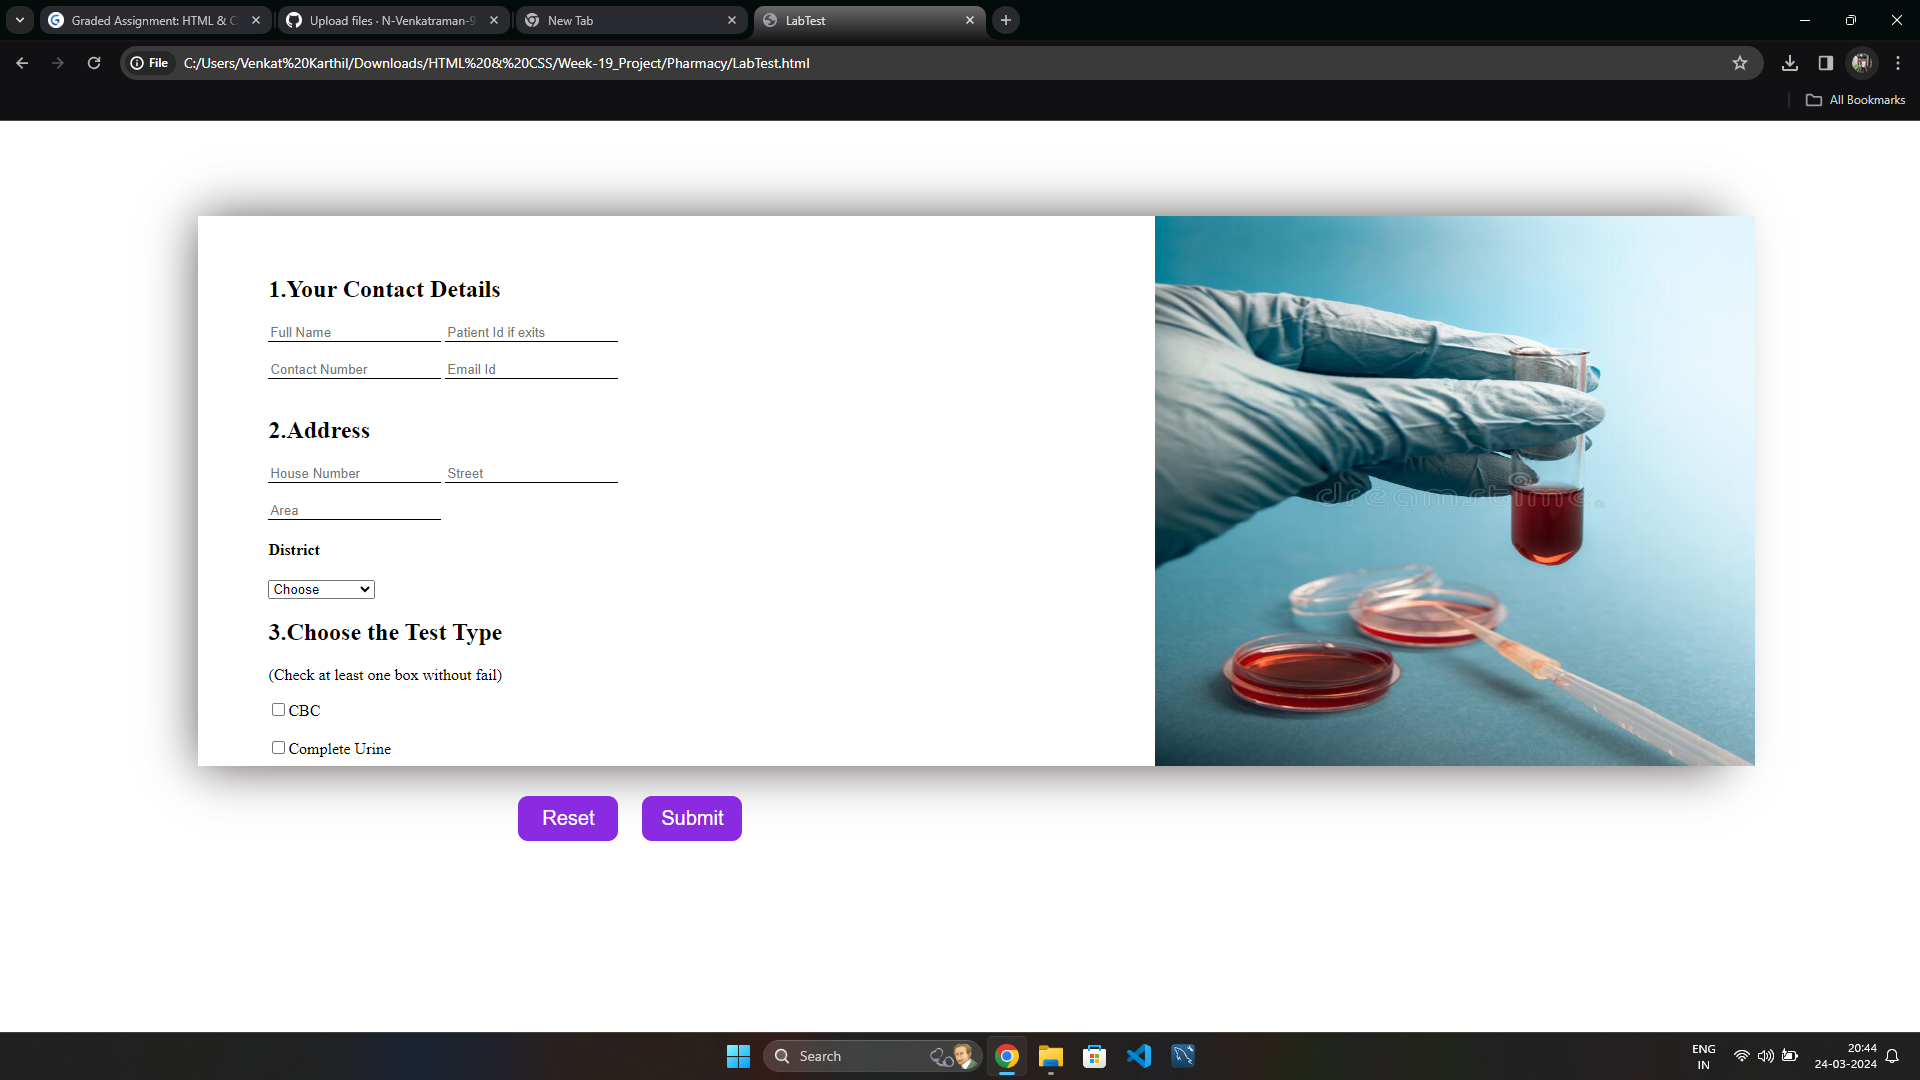 Graded Assignment: HTML & C
Upload files · N-Venkatraman-9
New Tab
LabTest
File
C:/Users/Venkat%20Karthil/Downloads/HTML%20&%20CSS/Week-19_Project/Pharmacy/LabTest.html
All Bookmarks
1.Your Contact Details
Full Name Patient Id if exits
Contact Number Email Id
2.Address
House Number Street
Area
District
Choose
3.Choose the Test Type
(Check at least one box without fail)
CBC
Complete Urine
dreamstime
Reset Submit
Search
ENG
IN
20:44
24-03-2024